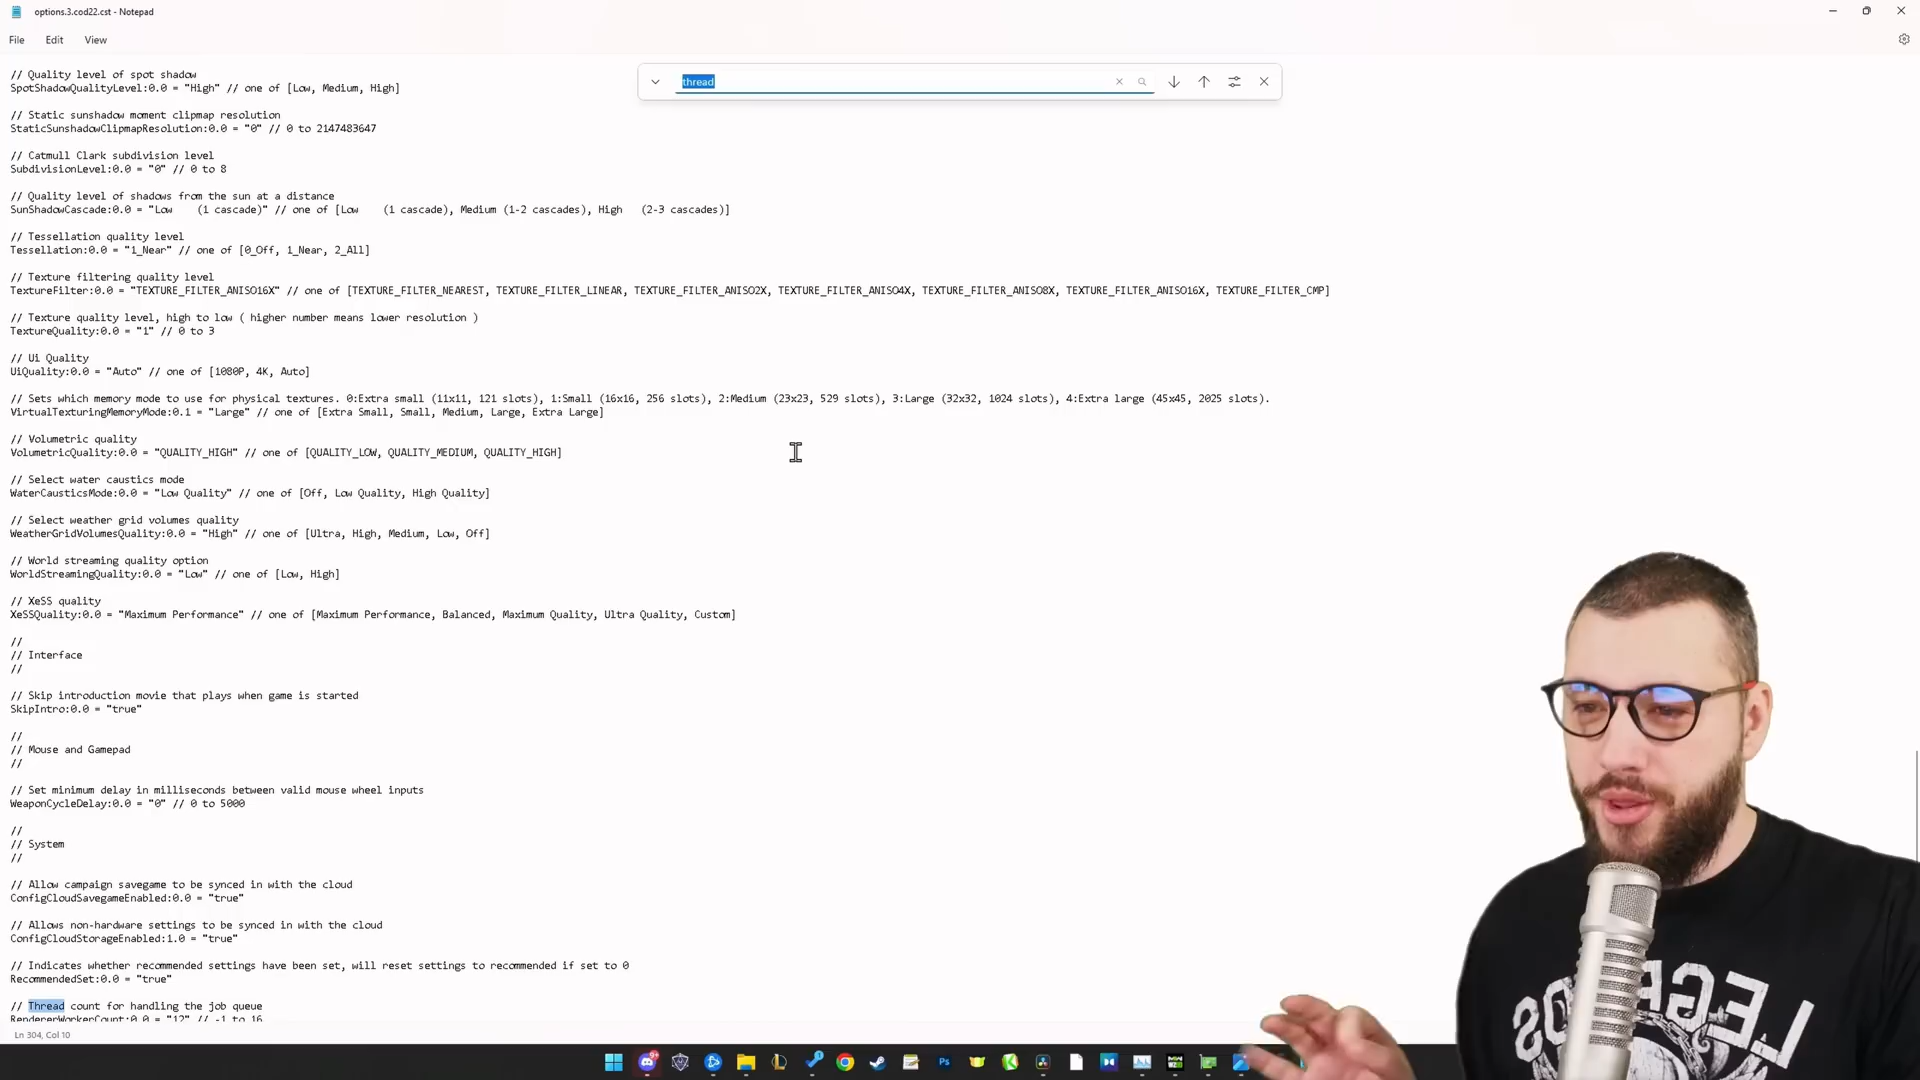 options.3.cod22.cst - Notepad
File Edit View
thread
// Quality level of spot shadow
SpotShadowQualityLevel:0.0 = "High" // one of [Low, Medium, High]
// Static sunshadow moment clipmap resolution
StaticSunshadowClipmapResolution:0.0 = "0" // 0 to 2147483647
// Catmull Clark subdivision level
SubdivisionLevel:0.0 = "0" // 0 to 8
// Quality level of shadows from the sun at a distance
SunShadowCascade:0.0 = "Low    (1 cascade)" // one of [Low    (1 cascade), Medium (1-2 cascades), High   (2-3 cascades)]
// Tessellation quality level
Tessellation:0.0 = "1_Near" // one of [0_Off, 1_Near, 2_All]
// Texture filtering quality level
TextureFilter:0.0 = "TEXTURE_FILTER_ANISO16X" // one of [TEXTURE_FILTER_NEAREST, TEXTURE_FILTER_LINEAR, TEXTURE_FILTER_ANISO2X, TEXTURE_FILTER_ANISO4X, TEXTURE_FILTER_ANISO8X, TEXTURE_FILTER_ANISO16X, TEXTURE_FILTER_CMP]
// Texture quality level, high to low ( higher number means lower resolution )
TextureQuality:0.0 = "1" // 0 to 3
// Ui Quality
UiQuality:0.0 = "Auto" // one of [1080P, 4K, Auto]
// Sets which memory mode to use for physical textures. 0:Extra small (11x11, 121 slots), 1:Small (16x16, 256 slots), 2:Medium (23x23, 529 slots), 3:Large (32x32, 1024 slots), 4:Extra large (45x45, 2025 slots).
VirtualTexturingMemoryMode:0.1 = "Large" // one of [Extra Small, Small, Medium, Large, Extra Large]
// Volumetric quality
VolumetricQuality:0.0 = "QUALITY_HIGH" // one of [QUALITY_LOW, QUALITY_MEDIUM, QUALITY_HIGH]
// Select water caustics mode
WaterCausticsMode:0.0 = "Low Quality" // one of [Off, Low Quality, High Quality]
// Select weather grid volumes quality
WeatherGridVolumesQuality:0.0 = "High" // one of [Ultra, High, Medium, Low, Off]
// World streaming quality option
WorldStreamingQuality:0.0 = "Low" // one of [Low, High]
// XeSS quality
XeSSQuality:0.0 = "Maximum Performance" // one of [Maximum Performance, Balanced, Maximum Quality, Ultra Quality, Custom]
//
// Interface
//
// Skip introduction movie that plays when game is started
SkipIntro:0.0 = "true"
//
// Mouse and Gamepad
//
// Set minimum delay in milliseconds between valid mouse wheel inputs
WeaponCycleDelay:0.0 = "0" // 0 to 5000
//
// System
//
// Allow campaign savegame to be synced in with the cloud
ConfigCloudSavegameEnabled:0.0 = "true"
// Allows non-hardware settings to be synced in with the cloud
ConfigCloudStorageEnabled:1.0 = "true"
// Indicates whether recommended settings have been set, will reset settings to recommended if set to 0
RecommendedSet:0.0 = "true"
// Thread count for handling the job queue
RendererWorkerCount:0.0 = "12" // -1 to 16
Ln 304, Col 10
LEGENDS